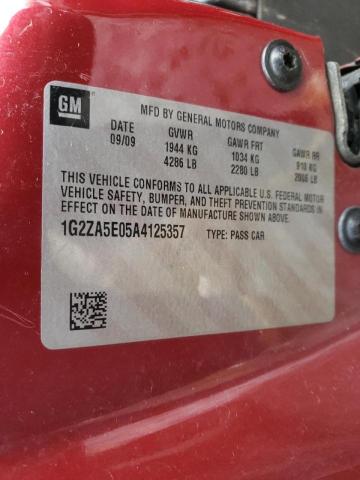 GM
MFD BY GENERAL MOTORS COMPANY
DATE GVWR GAWR FRT GAWR RR
09/09 1944 KG 1034 KG 910 KG
4286 LB 2280 LB 2006 LB
THIS VEHICLE CONFORMS TO ALL APPLICABLE U.S. FEDERAL MOTOR
VEHICLE SAFETY, BUMPER, AND THEFT PREVENTION STANDARDS IN
EFFECT ON THE DATE OF MANUFACTURE SHOWN ABOVE.
1G2ZA5E05A4125357 TYPE: PASS CAR